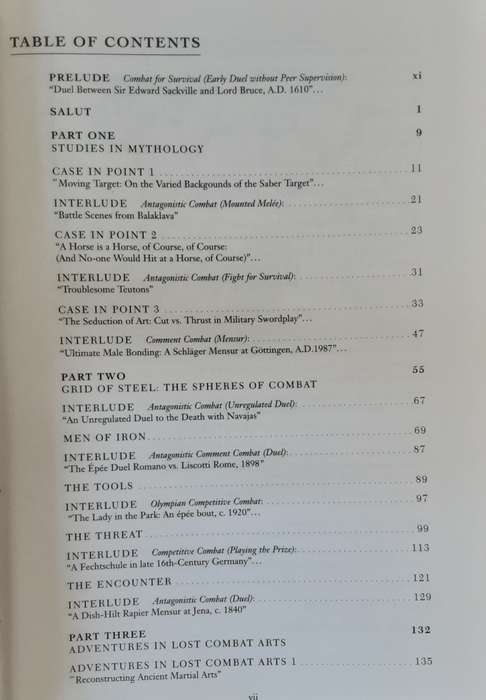 TABLE OF CONTENTS
PRELUDE Combat for Survival (Early Duel without Peer Supervision): xi
"Duel Between Sir Edward Sackville and Lord Bruce, A.D. 1610"...
SALUT 1
PART ONE 9
STUDIES IN MYTHOLOGY
CASE IN POINT 1 11
"Moving Target: On the Varied Backgounds of the Saber Target"...
INTERLUDE Antagonistic Combat (Mounted Melée): 21
"Battle Scenes from Balaklava"
CASE IN POINT 2 23
"A Horse is a Horse, of Course, of Course:
(And No-one Would Hit at a Horse, of Course)"...
INTERLUDE Antagonistic Combat (Fight for Survival): 31
"Troublesome Teutons"
CASE IN POINT 3 33
"The Seduction of Art: Cut vs. Thrust in Military Swordplay"...
INTERLUDE Comment Combat (Mensur): 47
"Ultimate Male Bonding: A Schläger Mensur at Göttingen, A.D.1987"...
PART TWO 55
GRID OF STEEL: THE SPHERES OF COMBAT
INTERLUDE Antagonistic Combat (Unregulated Duel): 67
"An Unregulated Duel to the Death with Navajas"
MEN OF IRON 69
INTERLUDE Antagonistic Comment Combat (Duel): 87
"The Épée Duel Romano vs. Liscotti Rome, 1898"
THE TOOLS 89
INTERLUDE Olympian Competitive Combat: 97
"The Lady in the Park: An épée bout, c. 1920"...
THE THREAT 99
INTERLUDE Competitive Combat (Playing the Prize): 113
"A Fechtschule in late 16th-Century Germany"...
THE ENCOUNTER 121
INTERLUDE Antagonistic Combat (Duel): 129
"A Dish-Hilt Rapier Mensur at Jena, c. 1840"
PART THREE 132
ADVENTURES IN LOST COMBAT ARTS
ADVENTURES IN LOST COMBAT ARTS 1 135
"Reconstructing Ancient Martial Arts"
vii